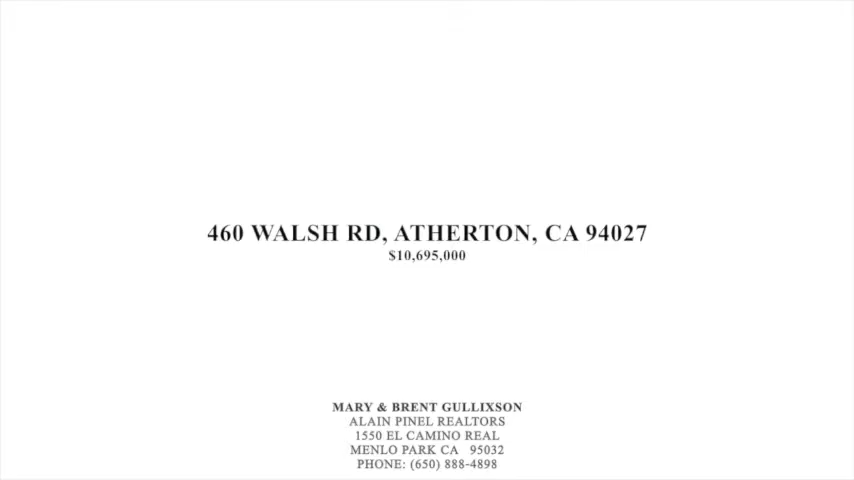 460 WALSH RD, ATHERTON, CA 94027
$10,695,000
MARY & BRENT GULLIXSON
ALAIN PINEL REALTORS
1550 EL CAMINO REAL
MENLO PARK CA 95032
PHONE: (650) 888-4898